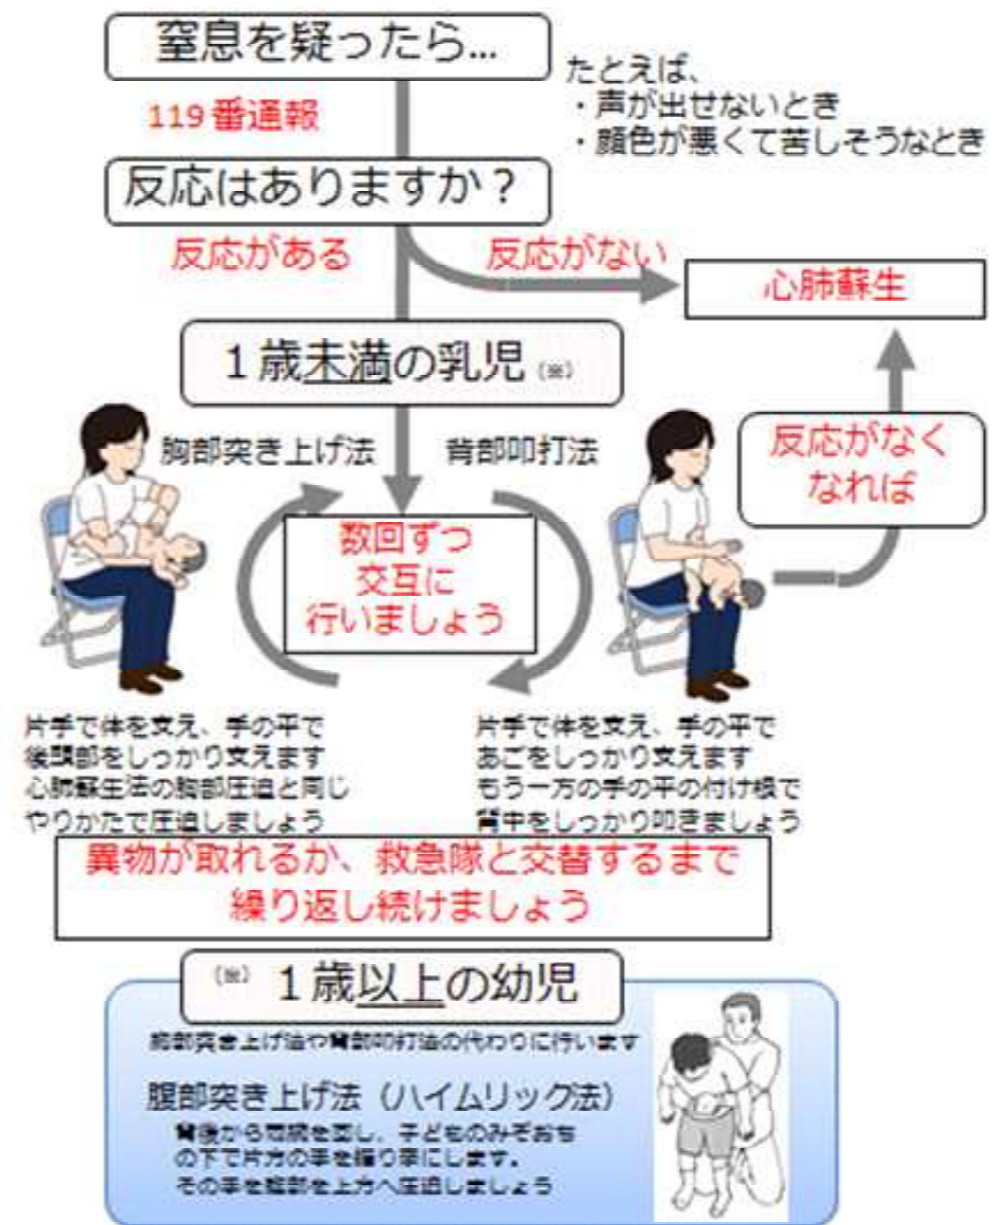 窒息を疑ったら...
たとえば、
・声が出せないとき
・顔色が悪くて苦しそうなとき
119番通報
反応はありますか？
反応がある
反応がない
心肺蘇生
１歳未満の乳児（※）
胸部突き上げ法
背部叩打法
反応がなく
なれば
数回ずつ
交互に
行いましょう
片手で体を支え、手の平で
後頭部をしっかり支えます
心肺蘇生法の胸部圧迫と同じ
やりかたで圧迫しましょう
片手で体を支え、手の平で
あごをしっかり支えます
もう一方の手の平の付け根で
背中をしっかり叩きましょう
異物が取れるか、救急隊と交替するまで
繰り返し続けましょう
（※）１歳以上の幼児
胸部突き上げ法や背部叩打法の代わりに行います
腹部突き上げ法（ハイムリック法）
背後から両腕を回し、子どものみぞおち
の下で片方の手を握り拳にします。
その手を腹部を上方へ圧迫しましょう